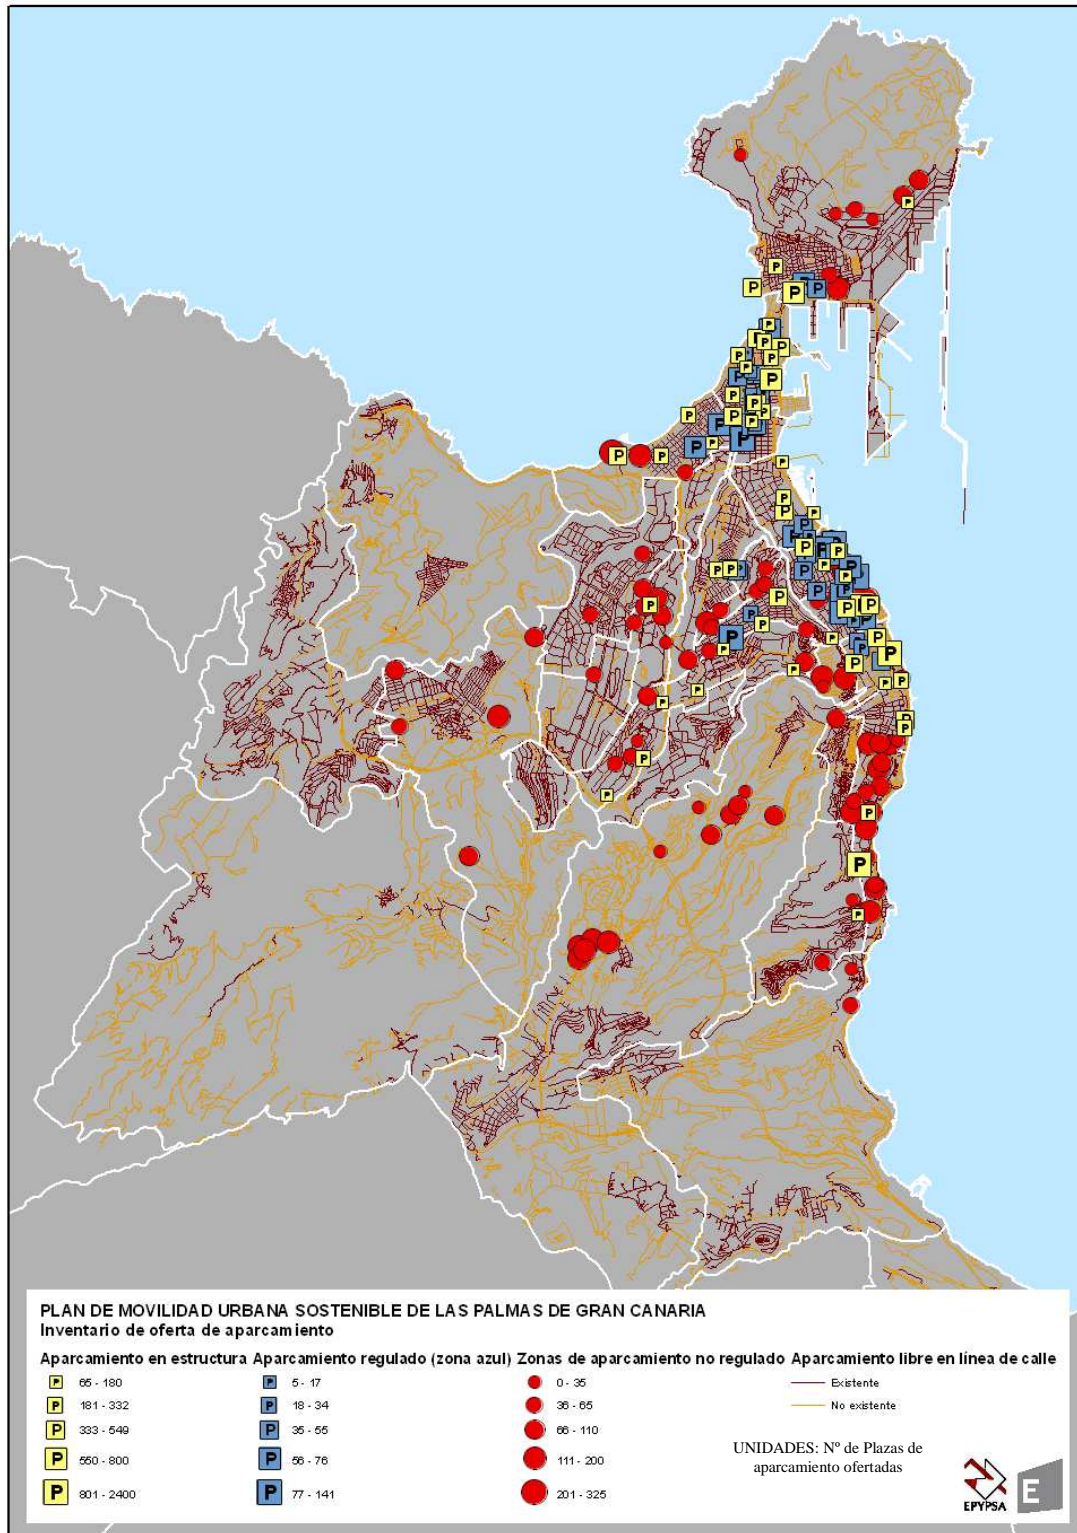 PLAN DE MOVILIDAD URBANA SOSTENIBLE DE LAS PALMAS DE GRAN CANARIA
Inventario de oferta de aparcamiento
Aparcamiento en estructura Aparcamiento regulado (zona azul) Zonas de aparcamiento no regulado Aparcamiento libre en línea de calle
P 65 - 180 P 5 - 17 0 - 35 Existente
P 181 - 332 P 18 - 34 36 - 65 No existente
P 333 - 549 P 35 - 55 66 - 110
P 550 - 800 P 56 - 76 111 - 200
P 801 - 2400 P 77 - 141 201 - 325
UNIDADES: Nº de Plazas de
aparcamiento ofertadas
EPYPSA E